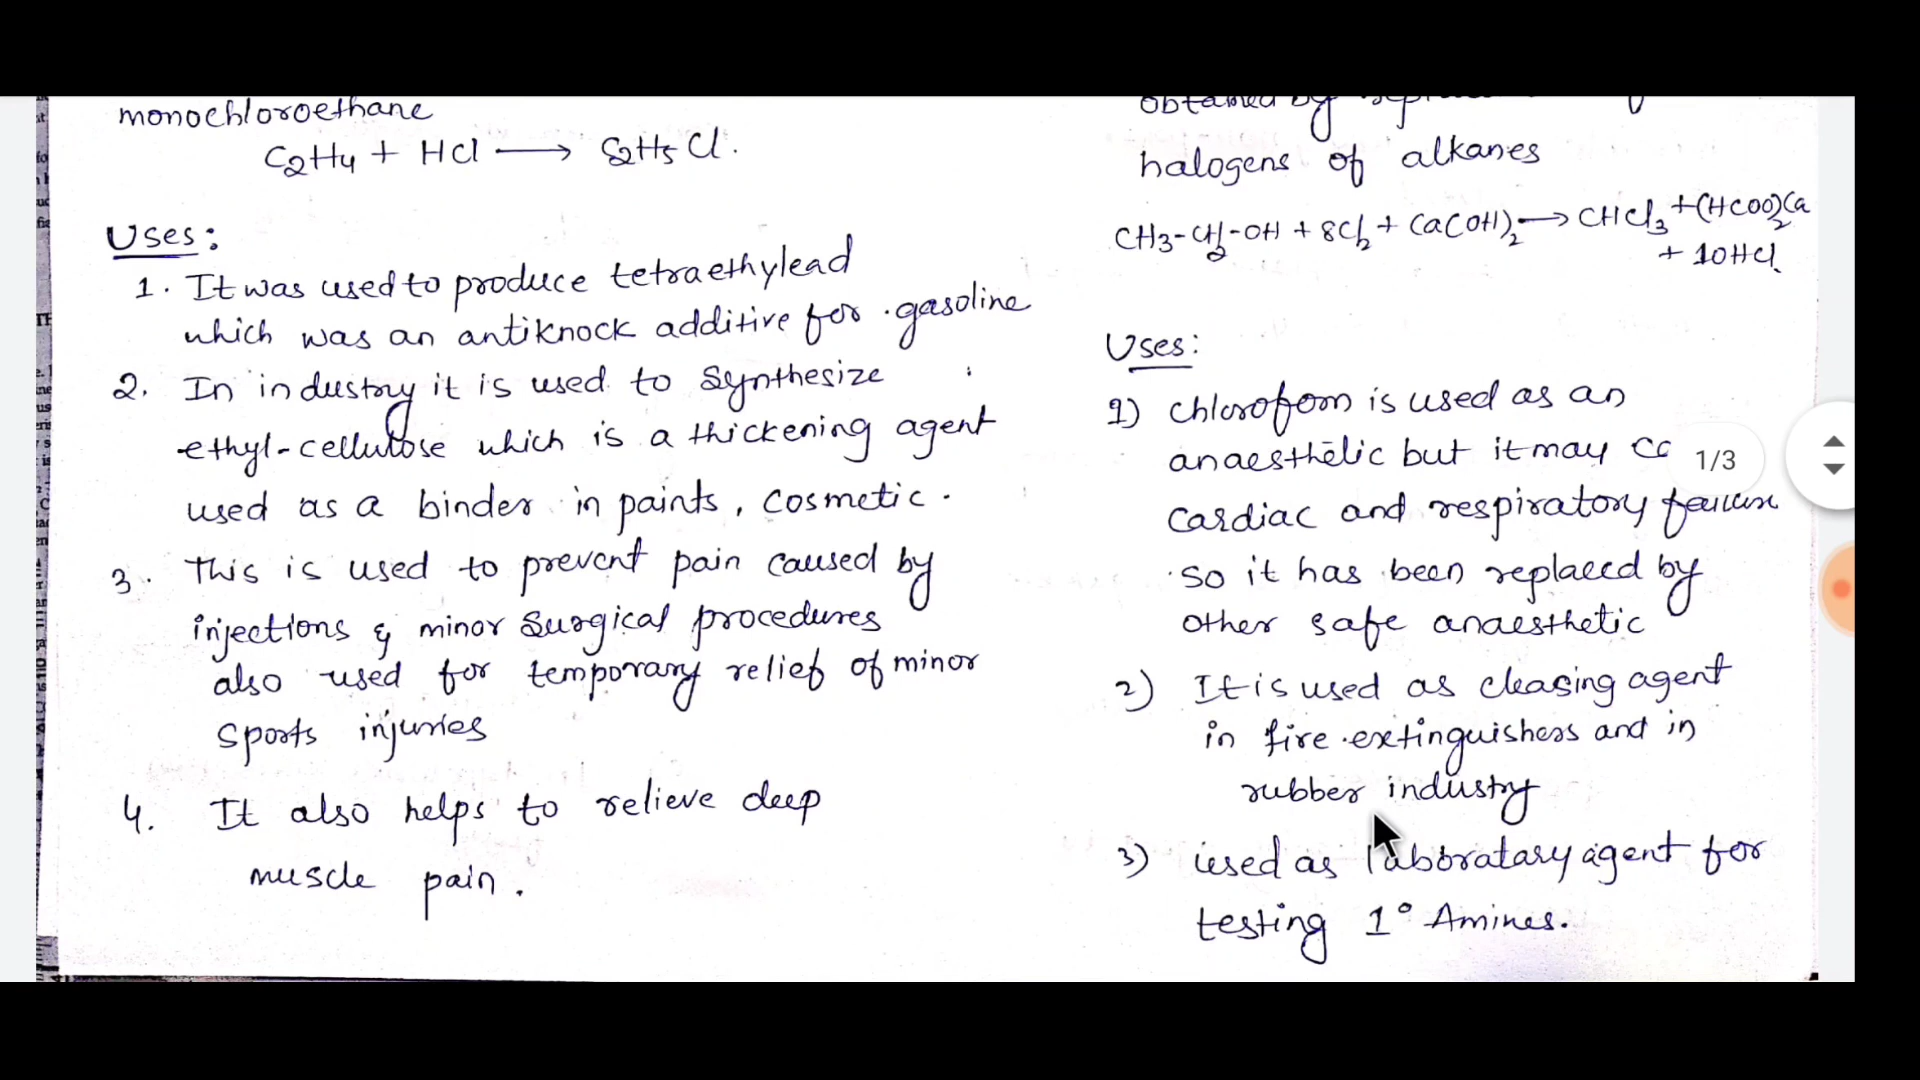 monochloroethane
C2H4 + HCl → C2H5Cl.
Uses:
1. It was used to produce tetraethylead
which was an antiknock additive for gasoline
2. In industry it is used to synthesize
ethyl-cellulose which is a thickening agent
used as a binder in paints, cosmetic.
3. This is used to prevent pain caused by
injections & minor surgical procedures
also used for temporary relief of minor
sports injuries
4. It also helps to relieve deep
muscle pain.
obtained by
halogens of alkanes
CH3-CH2-OH + 8Cl2 + Ca(OH)2 → CHCl3 + (HCOO)2Ca
+ 10HCl
Uses:
1) chloroform is used as an
anaesthetic but it may
cardiac and respiratory failure
so it has been replaced by
other safe anaesthetic
2) It is used as cleasing agent
in fire extinguishers and in
rubber industry
3) used as laboratary agent for
testing 1° Amines.
1/3